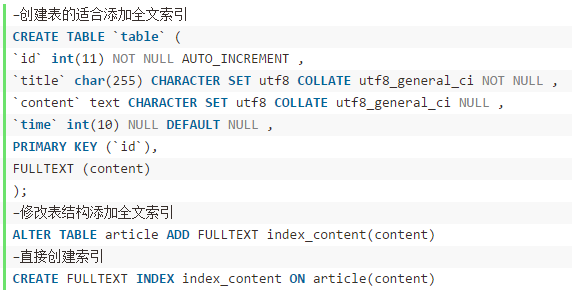 –创建表的适合添加全文索引
CREATE TABLE `table` (
`id` int(11) NOT NULL AUTO_INCREMENT ,
`title` char(255) CHARACTER SET utf8 COLLATE utf8_general_ci NOT NULL ,
`content` text CHARACTER SET utf8 COLLATE utf8_general_ci NULL ,
`time` int(10) NULL DEFAULT NULL ,
PRIMARY KEY (`id`),
FULLTEXT (content)
);
–修改表结构添加全文索引
ALTER TABLE article ADD FULLTEXT index_content(content)
–直接创建索引
CREATE FULLTEXT INDEX index_content ON article(content)